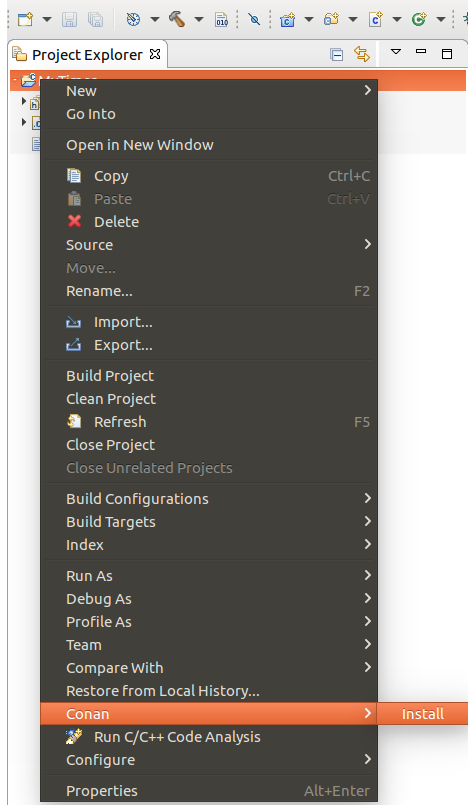 Project Explorer
New
Go Into
Open in New Window
Copy Ctrl+C
Paste Ctrl+V
Delete
Source
Move...
Rename... F2
Import...
Export...
Build Project
Clean Project
Refresh F5
Close Project
Close Unrelated Projects
Build Configurations
Build Targets
Index
Run As
Debug As
Profile As
Team
Compare With
Restore from Local History...
Conan Install
Run C/C++ Code Analysis
Configure
Properties Alt+Enter